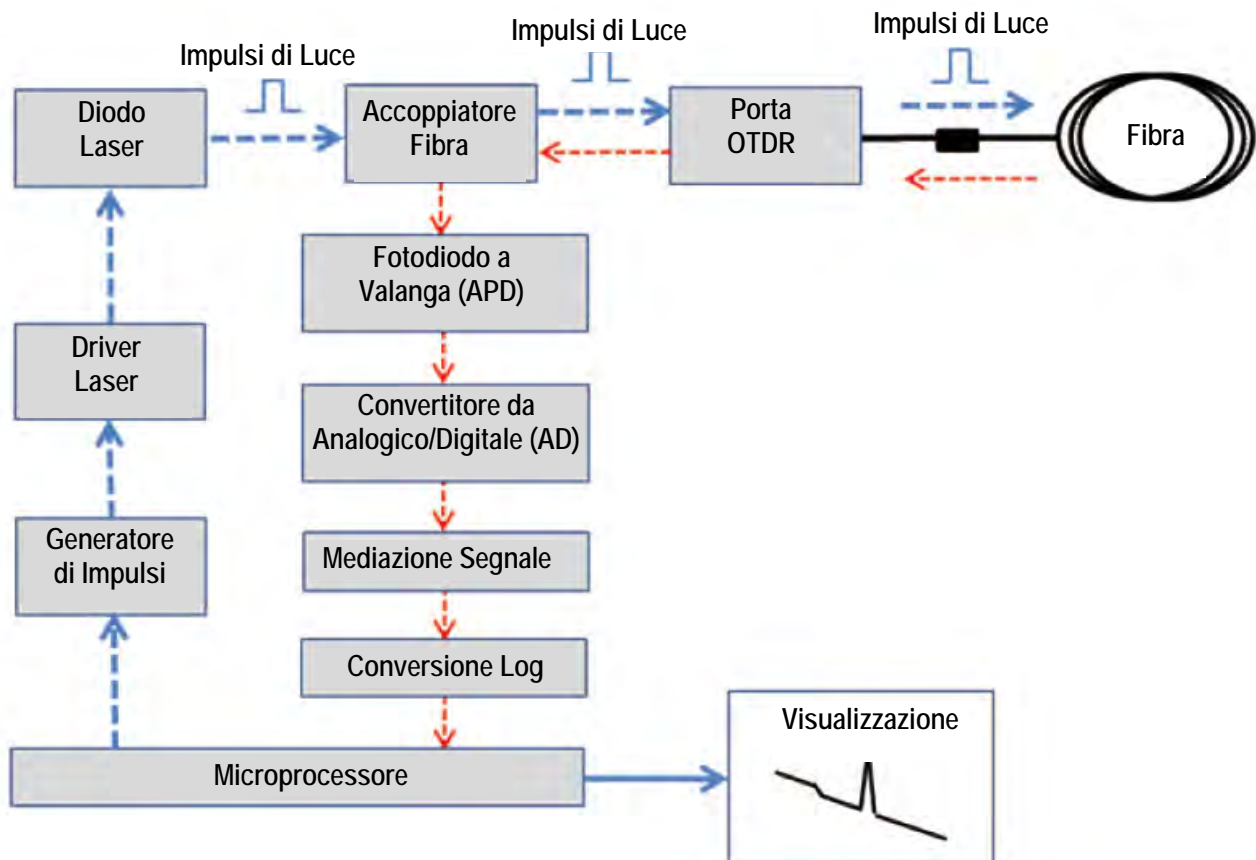 Impulsi di Luce
Impulsi di Luce
Impulsi di Luce
Diodo
Laser
Accoppiatore
Fibra
Porta
OTDR
Fibra
Fotodiodo a
Valanga (APD)
Driver
Laser
Convertitore da
Analogico/Digitale (AD)
Generatore
di Impulsi
Mediazione Segnale
Conversione Log
Microprocessore
Visualizzazione